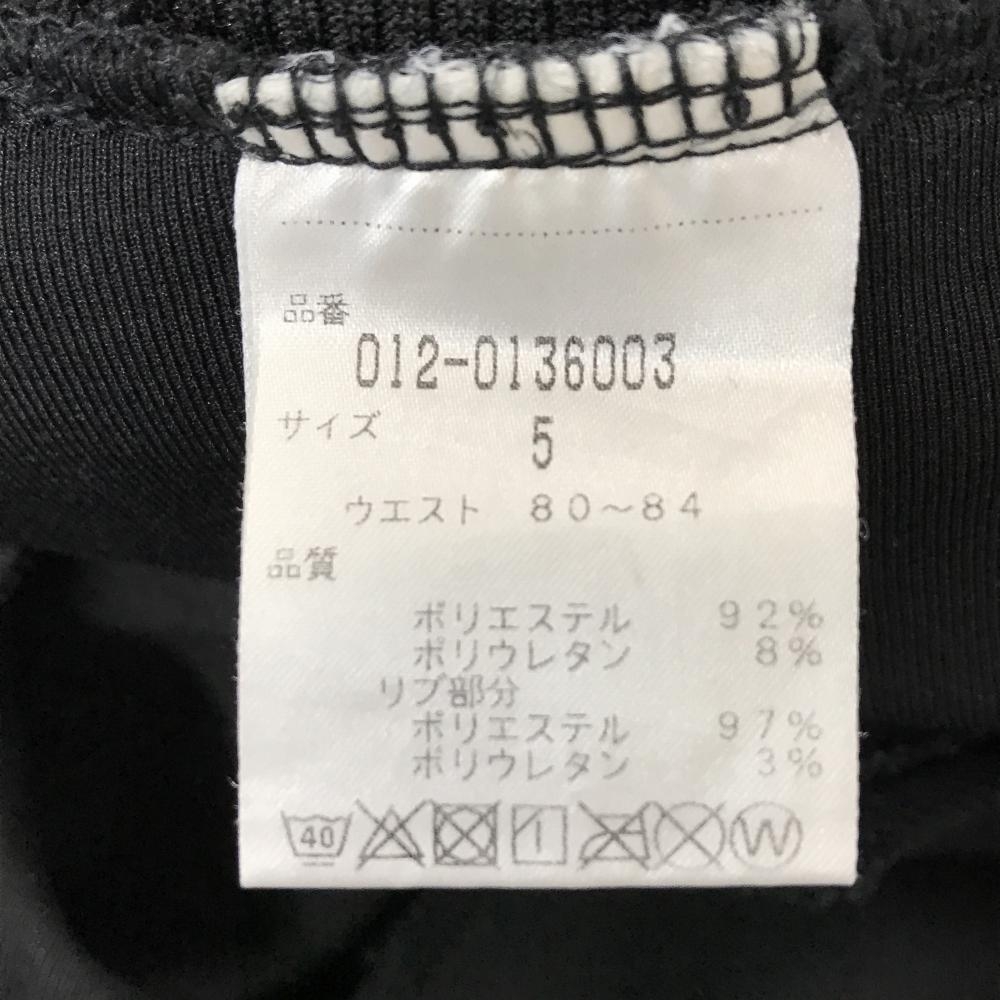 品番
012-0136003
サイズ 5
ウエスト 80〜84
品質
ポリエステル 92%
ポリウレタン 8%
リブ部分
ポリエステル 97%
ポリウレタン 3%
40 W